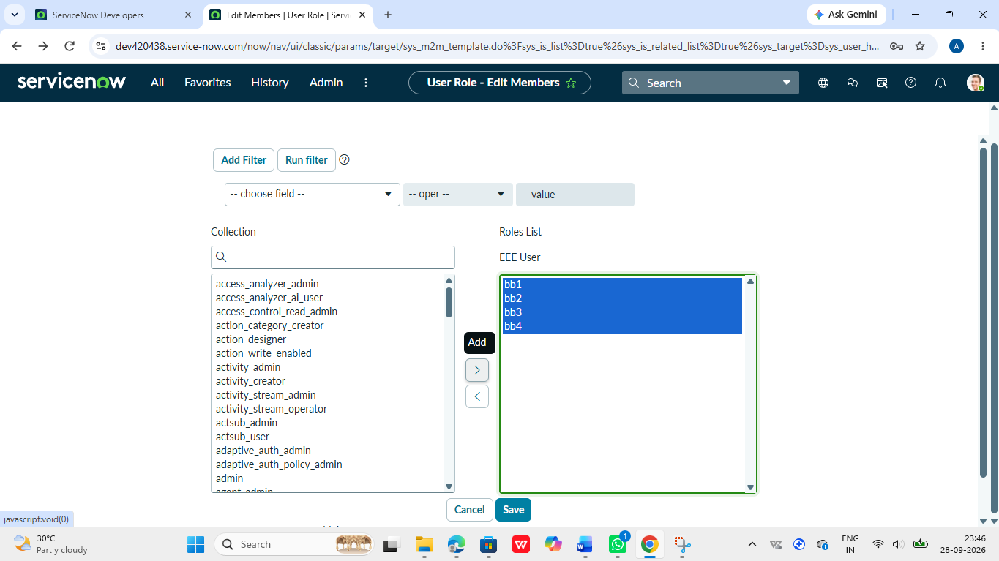 ServiceNow Developers
Edit Members | User Role | Servi
Ask Gemini
dev420438.service-now.com/now/nav/ui/classic/params/target/sys_m2m_template.do%3Fsys_is_list%3Dtrue%26sys_is_related_list%3Dtrue%26sys_target%3Dsys_user_h...
A
servicenow
All
Favorites
History
Admin
User Role - Edit Members
Search
Add Filter
Run filter
-- choose field --
-- oper --
-- value --
Collection
Roles List
EEE User
access_analyzer_admin
access_analyzer_ai_user
access_control_read_admin
action_category_creator
action_designer
action_write_enabled
activity_admin
activity_creator
activity_stream_admin
activity_stream_operator
actsub_admin
actsub_user
adaptive_auth_admin
adaptive_auth_policy_admin
admin
agent_admin
bb1
bb2
bb3
bb4
Add
Cancel
Save
javascript:void(0)
30°C
Partly cloudy
Search
1
ENG
IN
23:46
28-09-2026